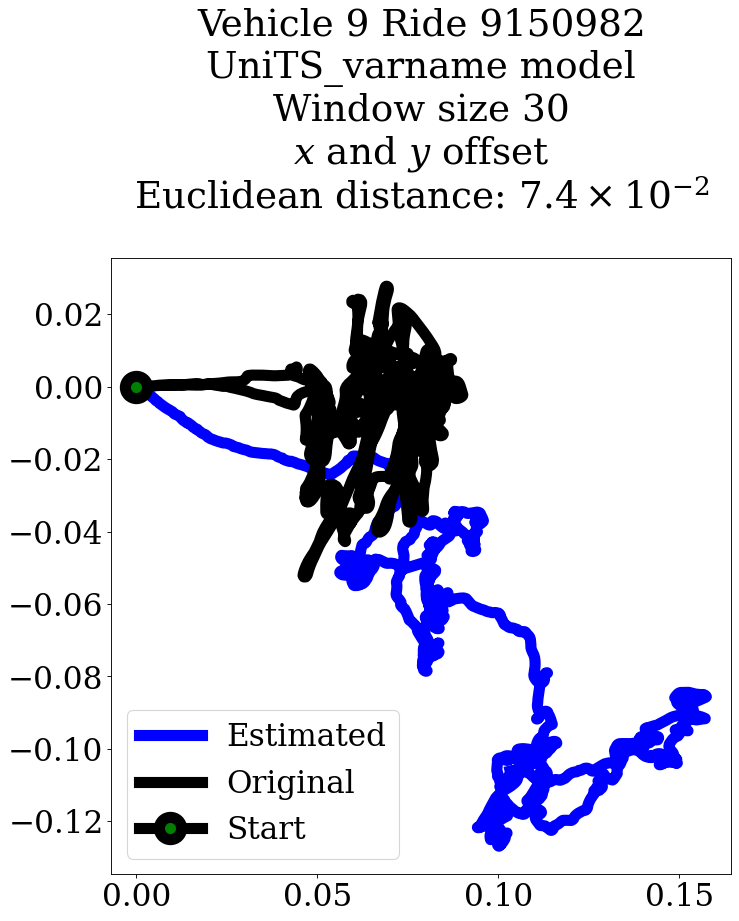 Vehicle 9 Ride 9150982
UniTS_varname model
Window size 30
x and y offset
Euclidean distance: 7.4 × 10⁻²
0.02
0.00
−0.02
−0.04
−0.06
−0.08
−0.10
−0.12
Estimated
Original
Start
0.00 0.05 0.10 0.15